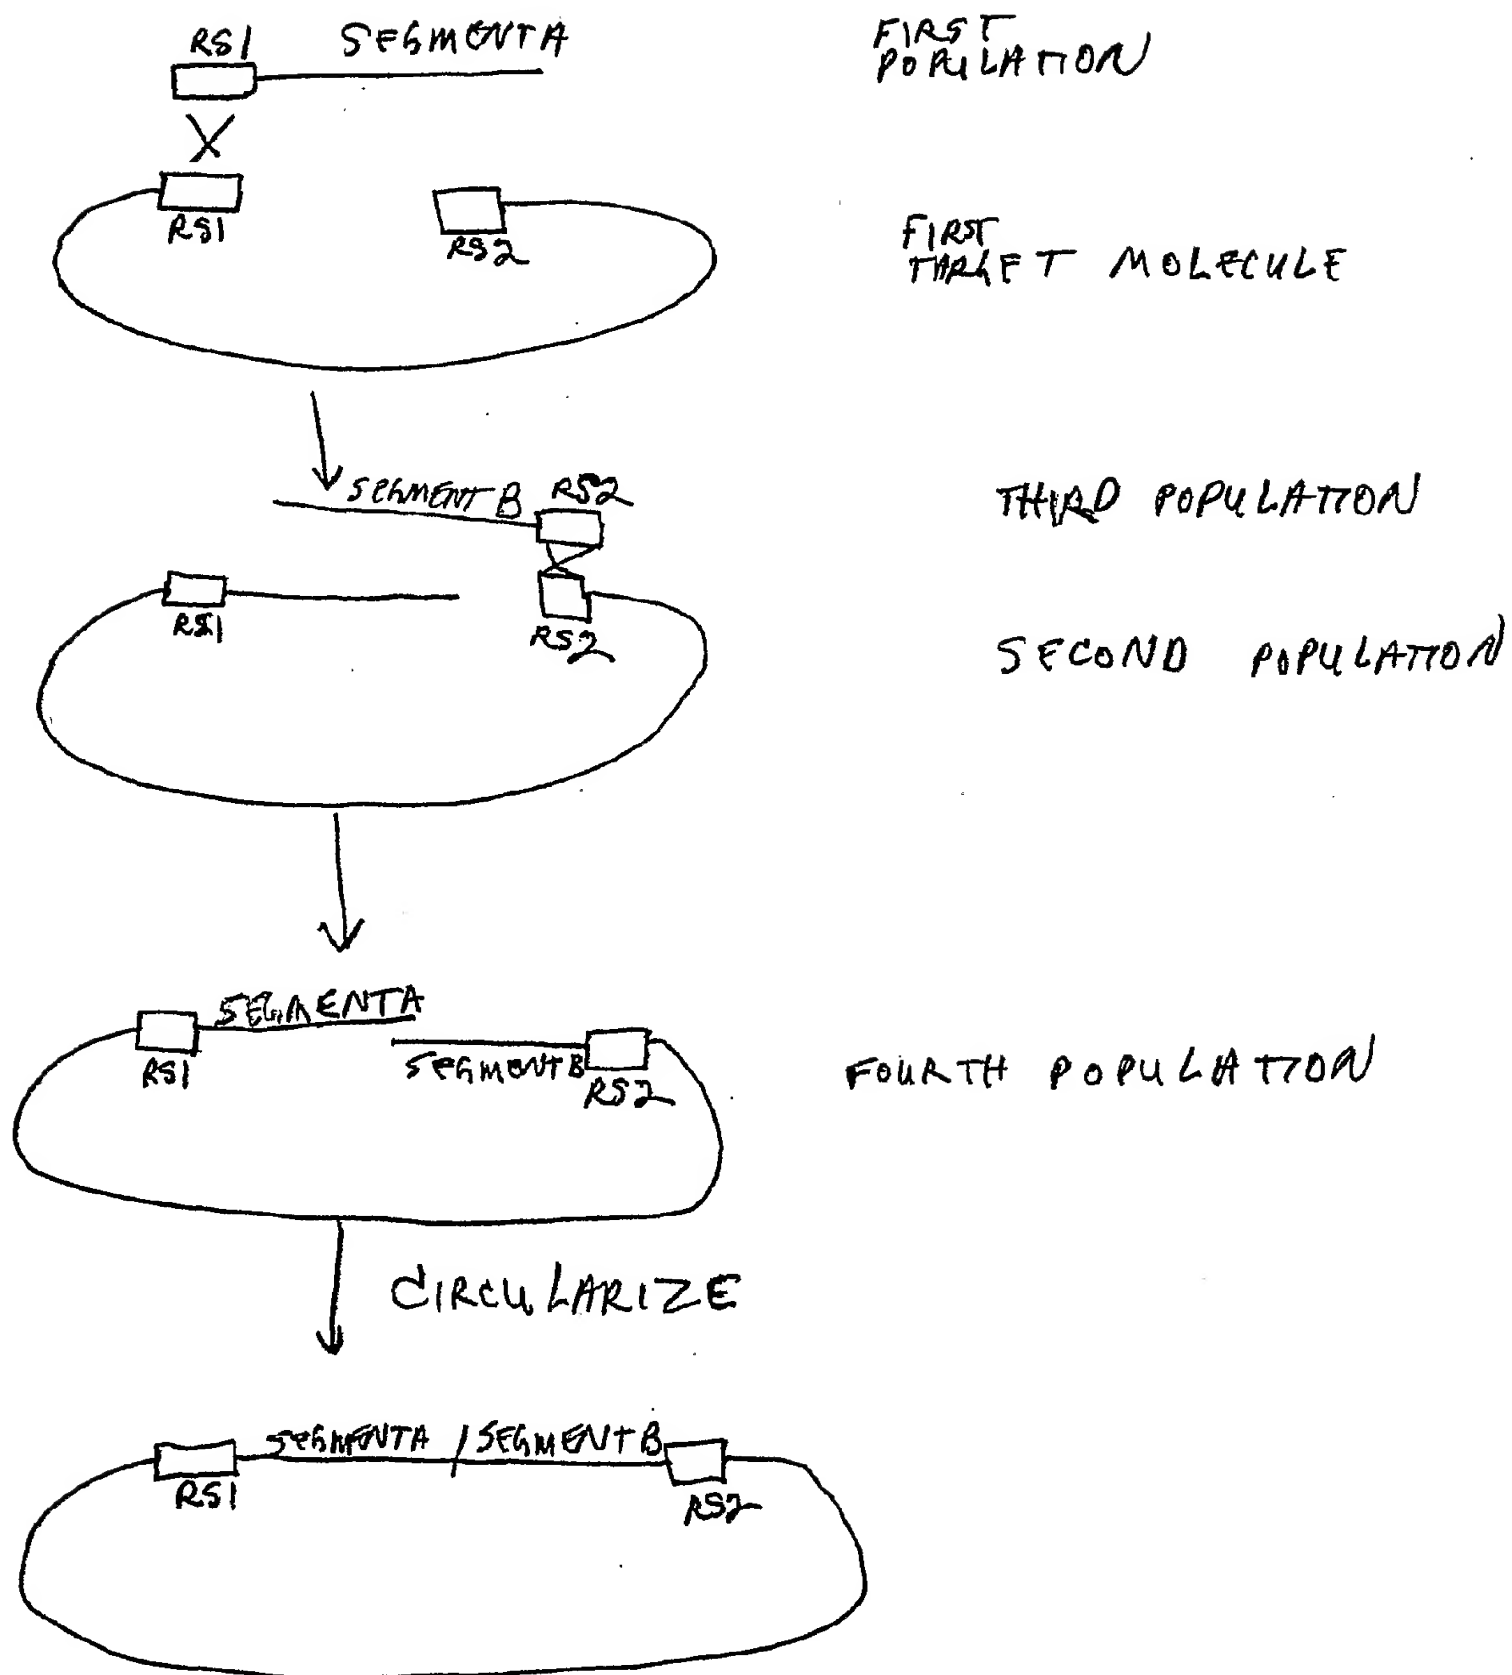 RS1 SEGMENTA
FIRST
POPULATION
RS1
RS2
FIRST
TARGET MOLECULE
SEGMENT B RS2
THIRD POPULATION
RS1
RS2
SECOND POPULATION
SEGMENTA
RS1
SEGMENTB
RS2
FOURTH POPULATION
CIRCULARIZE
SEGMENTA / SEGMENTB
RS1
RS2